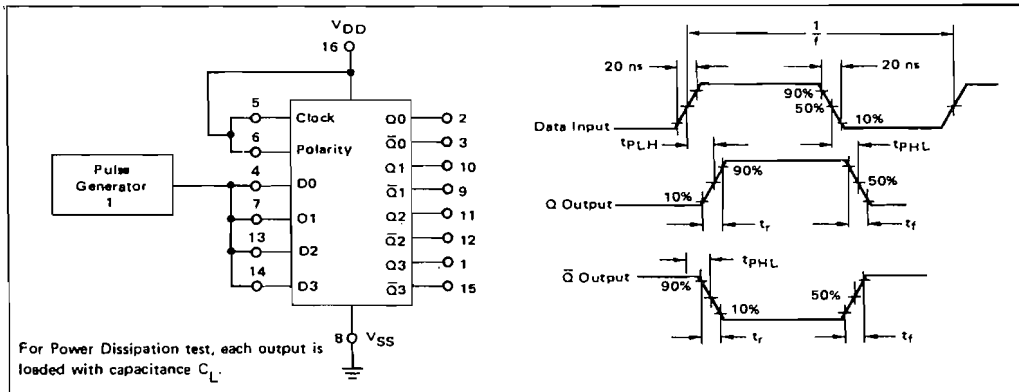 VDD
16
5
Clock
6
Polarity
Pulse
Generator
1
4
D0
7
O1
13
D2
14
D3
Q0
2
Q̅0
3
Q1
10
Q̅1
9
Q2
11
Q̅2
12
Q3
1
Q̅3
15
8
VSS
For Power Dissipation test, each output is
loaded with capacitance CL.
1
f
20 ns
20 ns
90%
50%
10%
Data Input
tPLH
tPHL
90%
50%
10%
Q Output
tr
tf
Q̅ Output
tPHL
90%
50%
10%
tr
tf